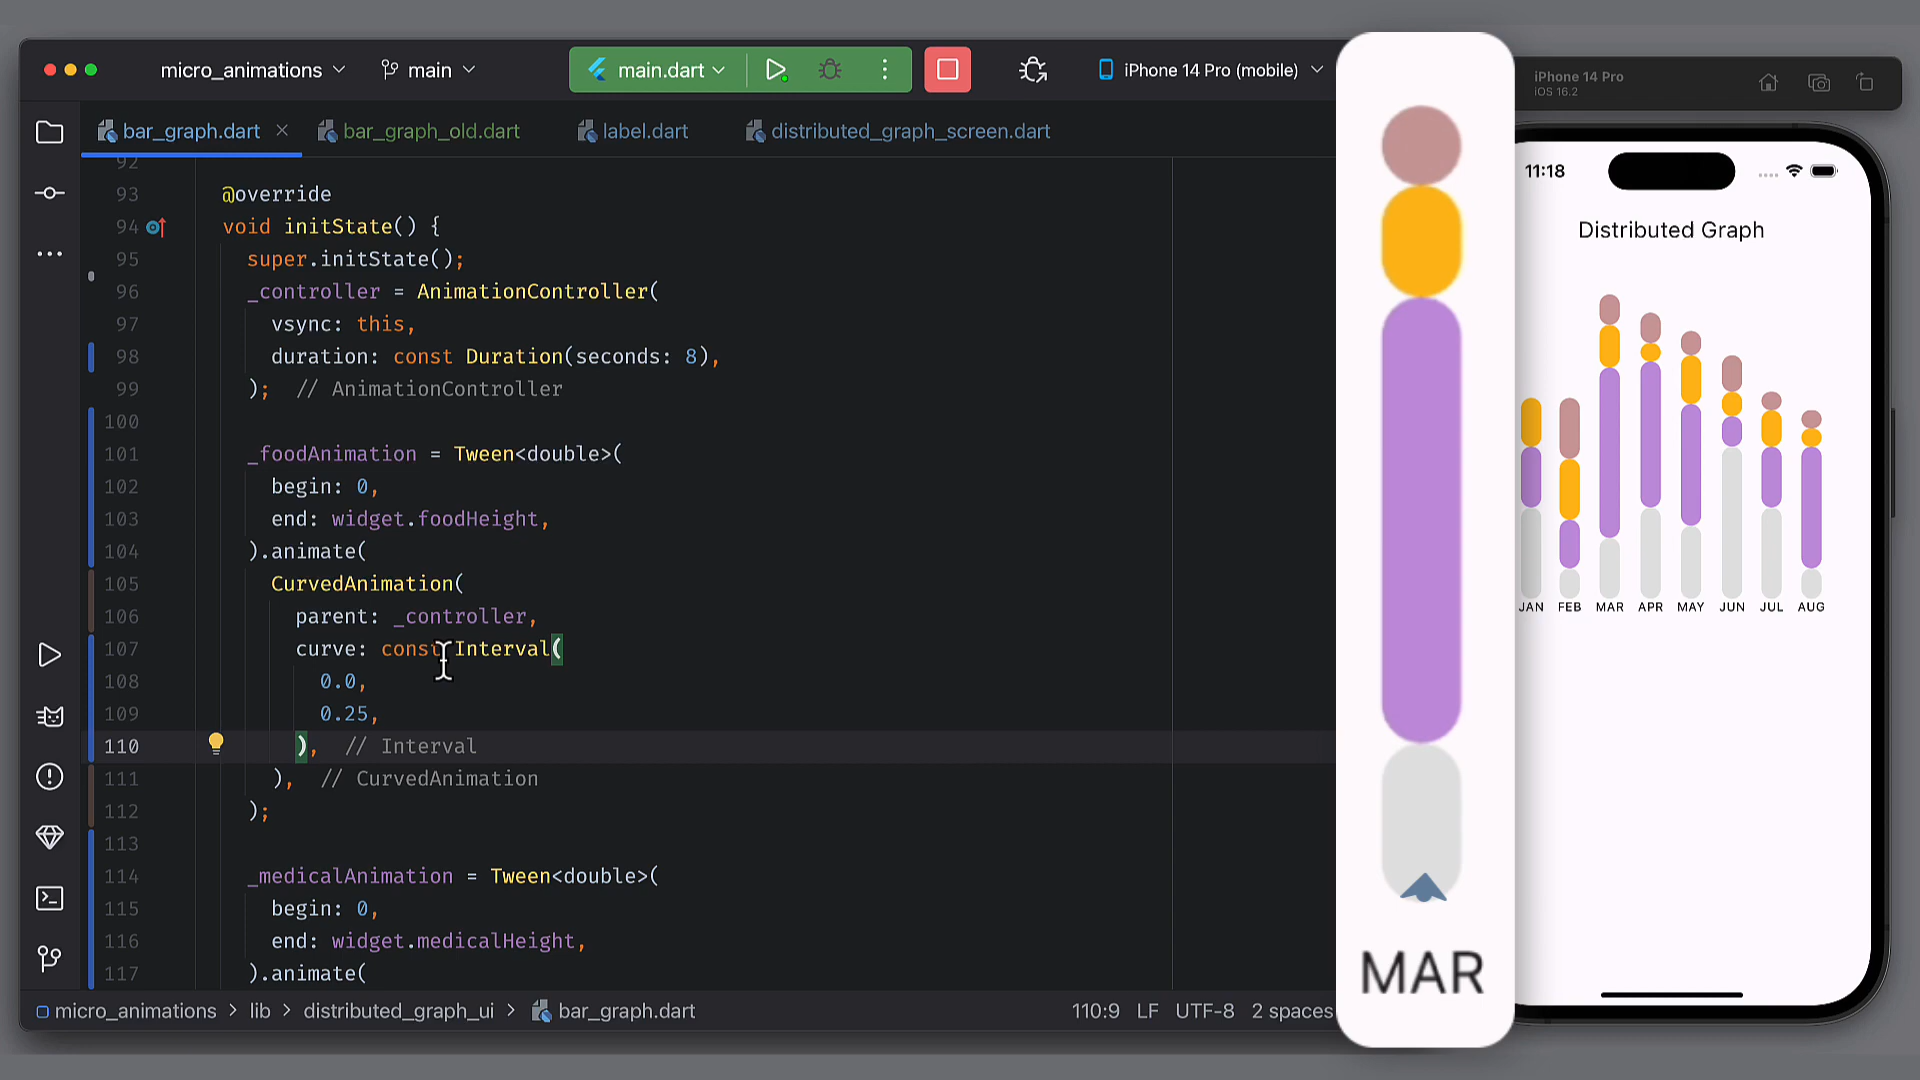 micro_animations
main
main.dart
iPhone 14 Pro (mobile)
bar_graph.dart
bar_graph_old.dart
label.dart
distributed_graph_screen.dart
92
93 @override
94 void initState() {
95 super.initState();
96 _controller = AnimationController(
97 vsync: this,
98 duration: const Duration(seconds: 8),
99 ); // AnimationController
100
101 _foodAnimation = Tween<double>(
102 begin: 0,
103 end: widget.foodHeight,
104 ).animate(
105 CurvedAnimation(
106 parent: _controller,
107 curve: const Interval(
108 0.0,
109 0.25,
110 ), // Interval
111 ), // CurvedAnimation
112 );
113
114 _medicalAnimation = Tween<double>(
115 begin: 0,
116 end: widget.medicalHeight,
117 ).animate(
micro_animations > lib > distributed_graph_ui > bar_graph.dart
110:9 LF UTF-8 2 spaces
MAR
iPhone 14 Pro
iOS 16.2
11:18
Distributed Graph
JAN FEB MAR APR MAY JUN JUL AUG